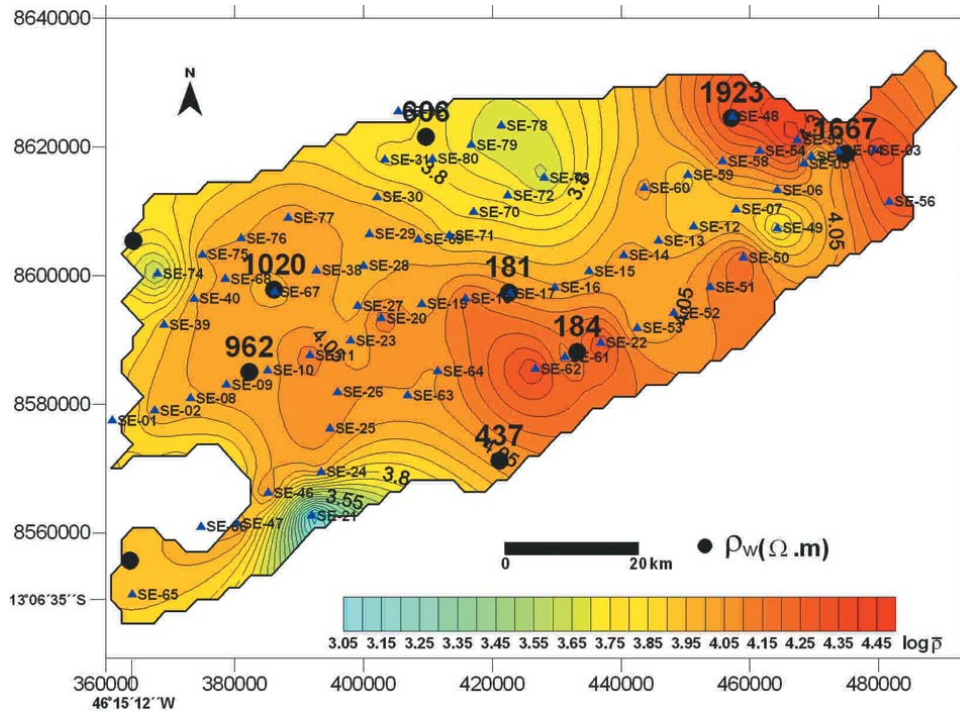 8640000
N
1923
606
SE-48
SE-78
1667
SE-79
SE-54
SE-04
SE-03
SE-31
SE-80
SE-58
3.8
SE-59
SE-73
SE-60
SE-06
3.8
SE-30
SE-72
SE-56
SE-70
SE-07
SE-77
8620000
SE-12
SE-49
4.05
SE-29
SE-71
SE-76
SE-13
SE-75
SE-14
SE-50
1020
SE-38
SE-28
SE-15
181
8600000
SE-74
SE-68
SE-67
SE-17
SE-16
SE-51
SE-40
SE-27
SE-19
4.05
SE-20
184
SE-52
SE-39
SE-53
962
SE-23
SE-22
SE-61
SE-10
SE-64
SE-62
SE-09
SE-26
SE-63
8580000
SE-08
SE-02
SE-01
SE-25
437
SE-24
3.8
SE-46
3.55
SE-21
SE-47
8560000
ρw(Ω.m)
0 20 km
SE-65
13°06´35´´S
3.05 3.15 3.25 3.35 3.45 3.55 3.65 3.75 3.85 3.95 4.05 4.15 4.25 4.35 4.45 log ρ̄
360000 380000 400000 420000 440000 460000 480000
46°15´12´´W